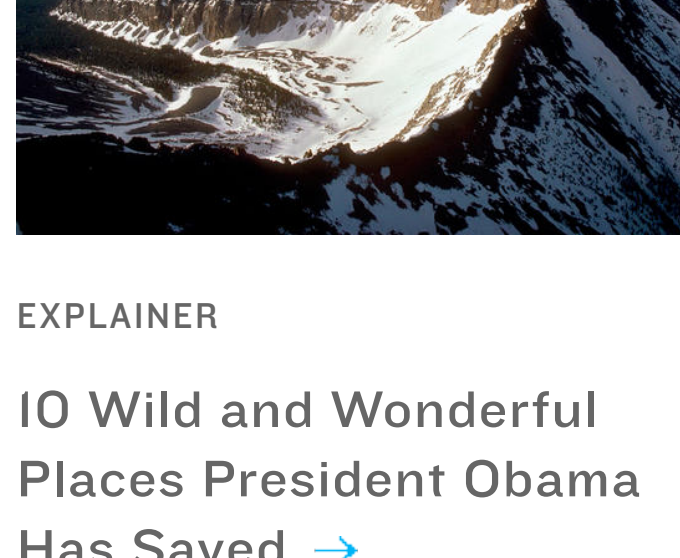 EXPLAINER
10 Wild and Wonderful
Places President Obama
Has Saved →